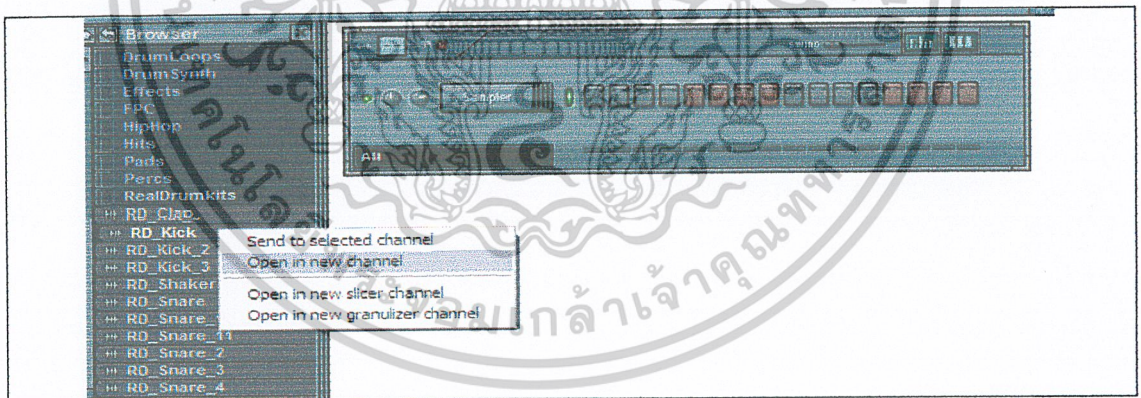 Browser
DrumLoops
DrumSynth
Effects
FPC
HipHop
Hits
Pads
Percs
RealDrumkits
RD_Clap_
RD_Kick
RD_Kick_2
RD_Kick_3
RD_Shaker
RD_Snare
RD_Snare_
RD_Snare_11
RD_Snare_2
RD_Snare_3
RD_Snare_4
Send to selected channel
Open in new channel
Open in new slicer channel
Open in new granulizer channel
Sampler
All